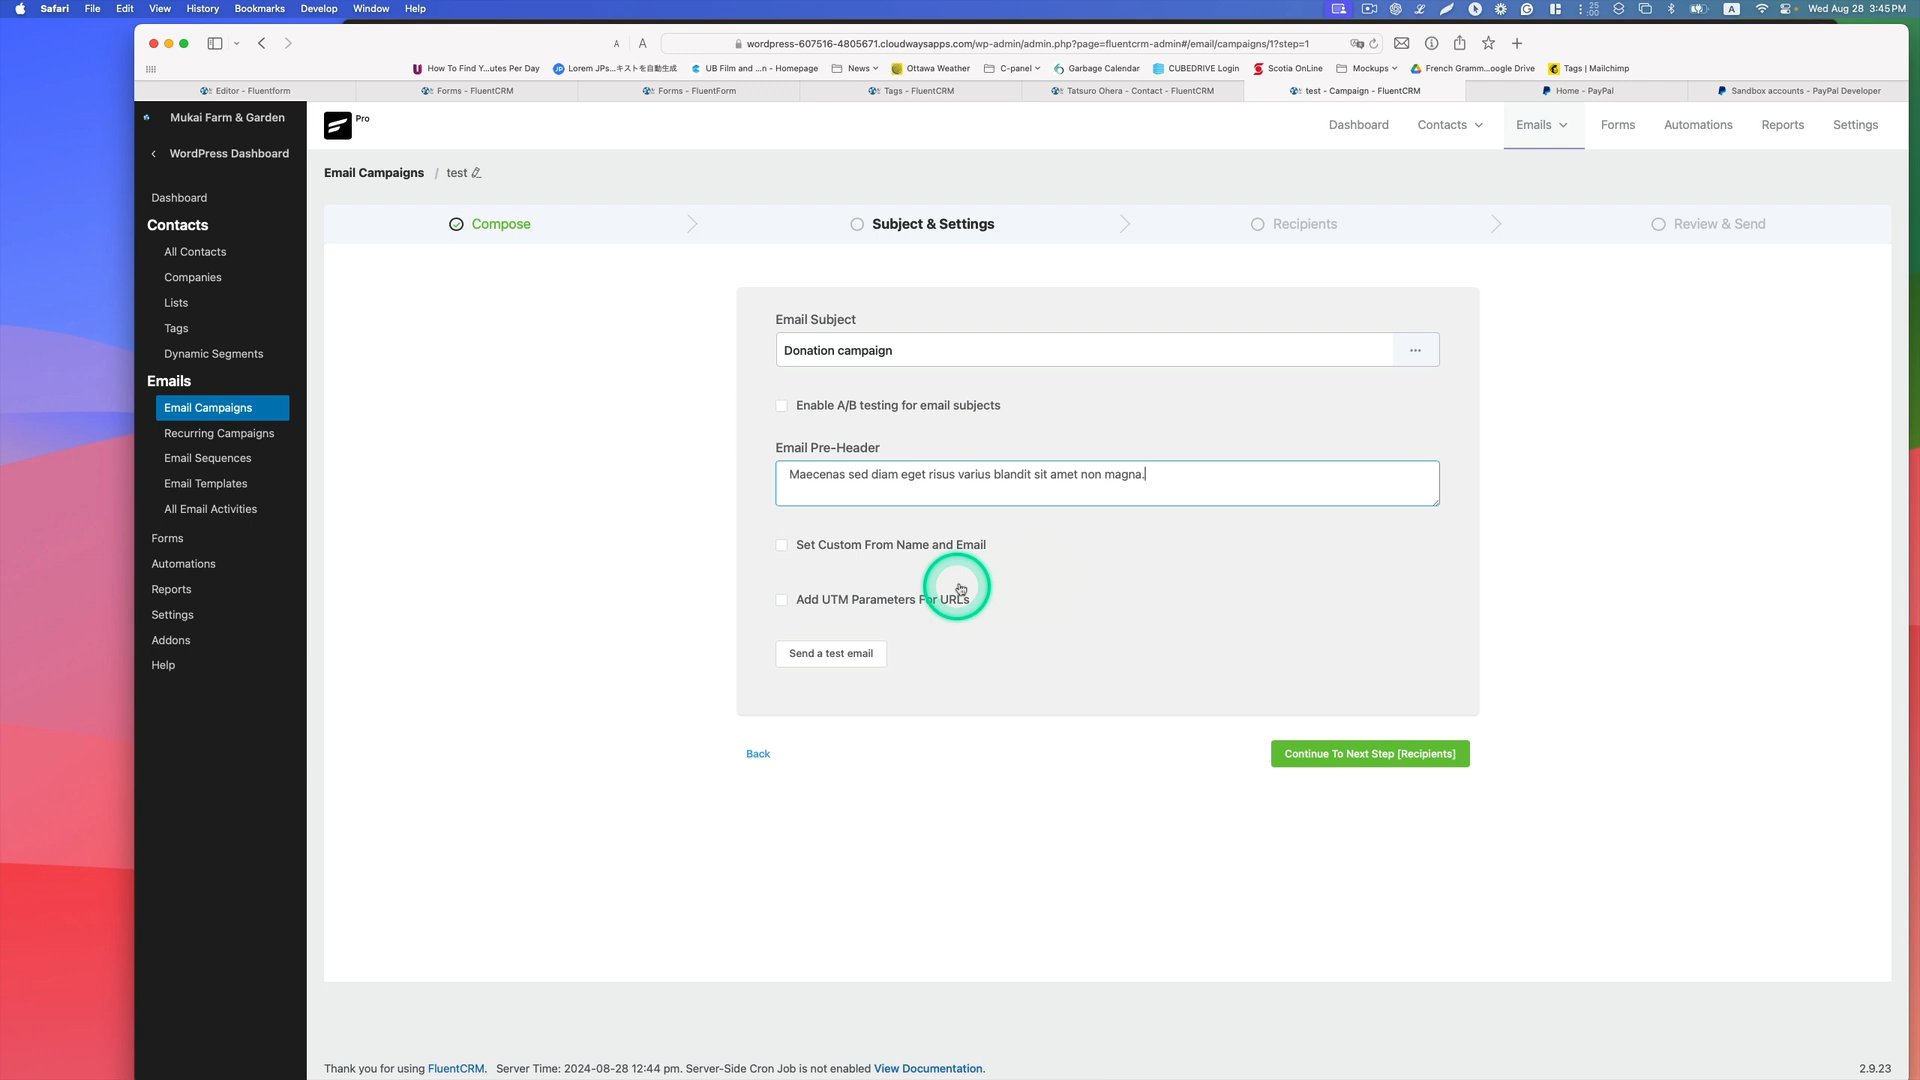 Safari File Edit View History Bookmarks Develop Window Help
25
:00
A
Wed Aug 28 3:45 PM
A A
wordpress-607516-4805671.cloudwaysapps.com/wp-admin/admin.php?page=fluentcrm-admin#/email/campaigns/1?step=1
How To Find Y...utes Per Day
Lorem JPs...キストを自動生成
UB Film and ...n - Homepage
News
Ottawa Weather
C-panel
Garbage Calendar
CUBEDRIVE Login
Scotia OnLine
Mockups
French Gramm...oogle Drive
Tags | Mailchimp
Editor - Fluentform
Forms - FluentCRM
Forms - FluentForm
Tags - FluentCRM
Tatsuro Ohera - Contact - FluentCRM
test - Campaign - FluentCRM
Home - PayPal
Sandbox accounts - PayPal Developer
Mukai Farm & Garden
WordPress Dashboard
Dashboard
Contacts
All Contacts
Companies
Lists
Tags
Dynamic Segments
Emails
Email Campaigns
Recurring Campaigns
Email Sequences
Email Templates
All Email Activities
Forms
Automations
Reports
Settings
Addons
Help
Pro
Dashboard
Contacts
Emails
Forms
Automations
Reports
Settings
Email Campaigns / test
Compose
Subject & Settings
Recipients
Review & Send
Email Subject
Donation campaign
Enable A/B testing for email subjects
Email Pre-Header
Maecenas sed diam eget risus varius blandit sit amet non magna.
Set Custom From Name and Email
Add UTM Parameters For URLs
Send a test email
Back
Continue To Next Step [Recipients]
Thank you for using FluentCRM. Server Time: 2024-08-28 12:44 pm. Server-Side Cron Job is not enabled View Documentation.
2.9.23